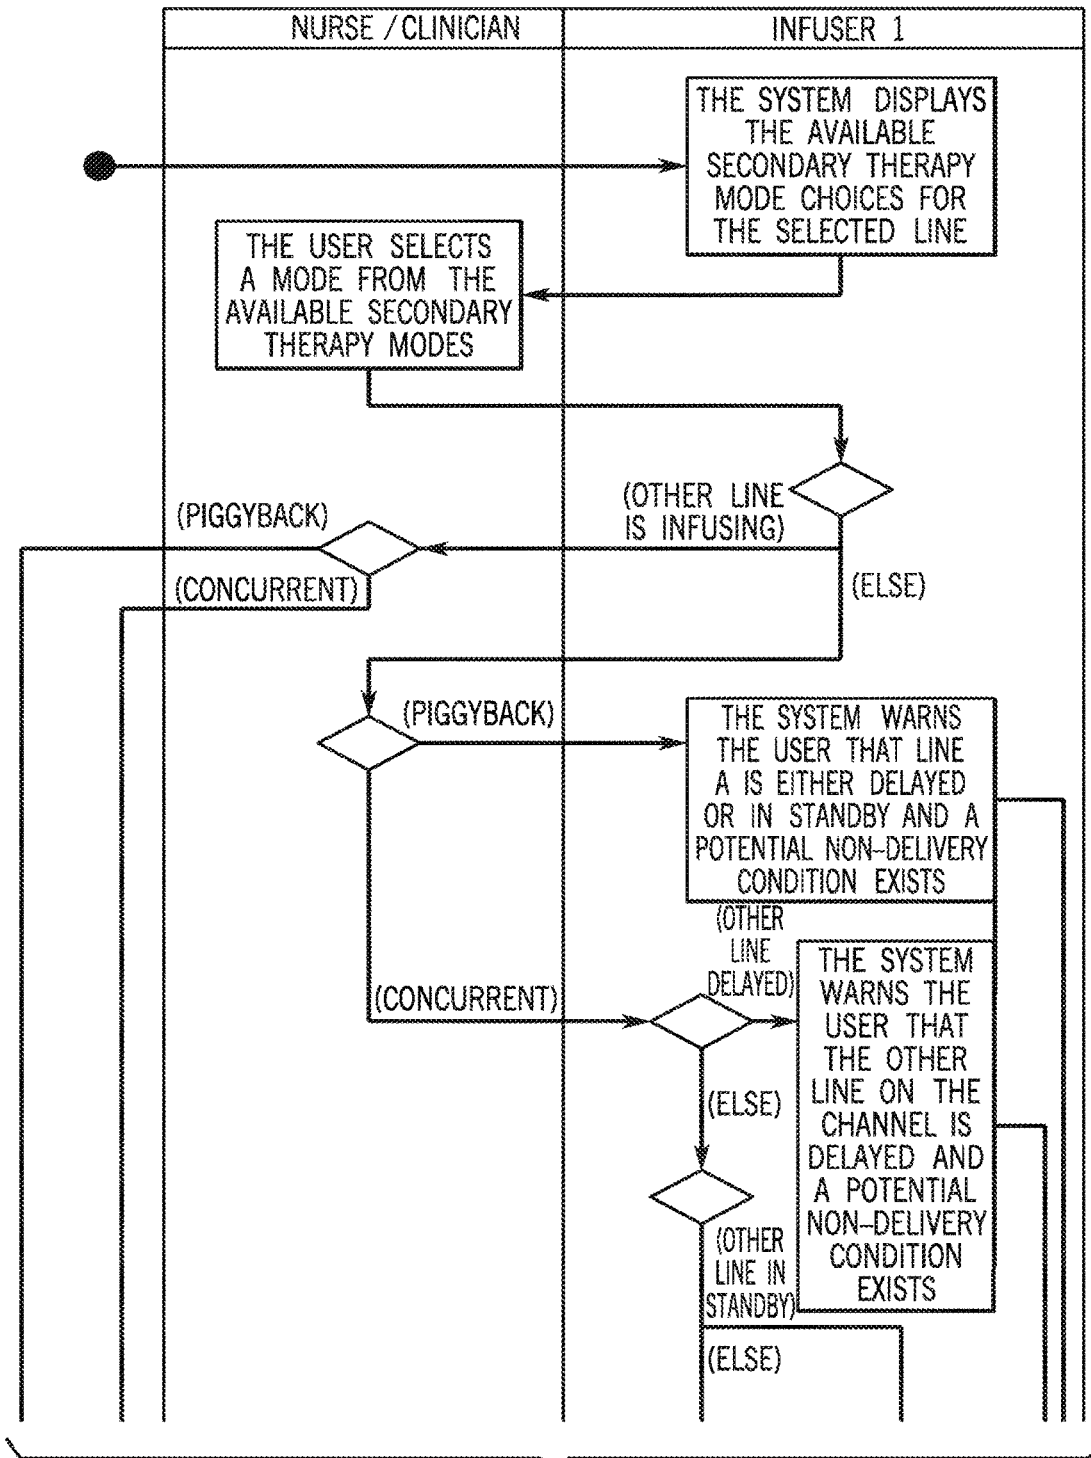 NURSE / CLINICIAN
INFUSER 1
THE SYSTEM DISPLAYS
THE AVAILABLE
SECONDARY THERAPY
MODE CHOICES FOR
THE SELECTED LINE
THE USER SELECTS
A MODE FROM THE
AVAILABLE SECONDARY
THERAPY MODES
(OTHER LINE
IS INFUSING)
(PIGGYBACK)
(CONCURRENT)
(ELSE)
(PIGGYBACK)
THE SYSTEM WARNS
THE USER THAT LINE
A IS EITHER DELAYED
OR IN STANDBY AND A
POTENTIAL NON-DELIVERY
CONDITION EXISTS
(OTHER
LINE
DELAYED)
(CONCURRENT)
THE SYSTEM
WARNS THE
USER THAT
THE OTHER
LINE ON THE
CHANNEL IS
DELAYED AND
A POTENTIAL
NON-DELIVERY
CONDITION
EXISTS
(ELSE)
(OTHER
LINE IN
STANDBY)
(ELSE)